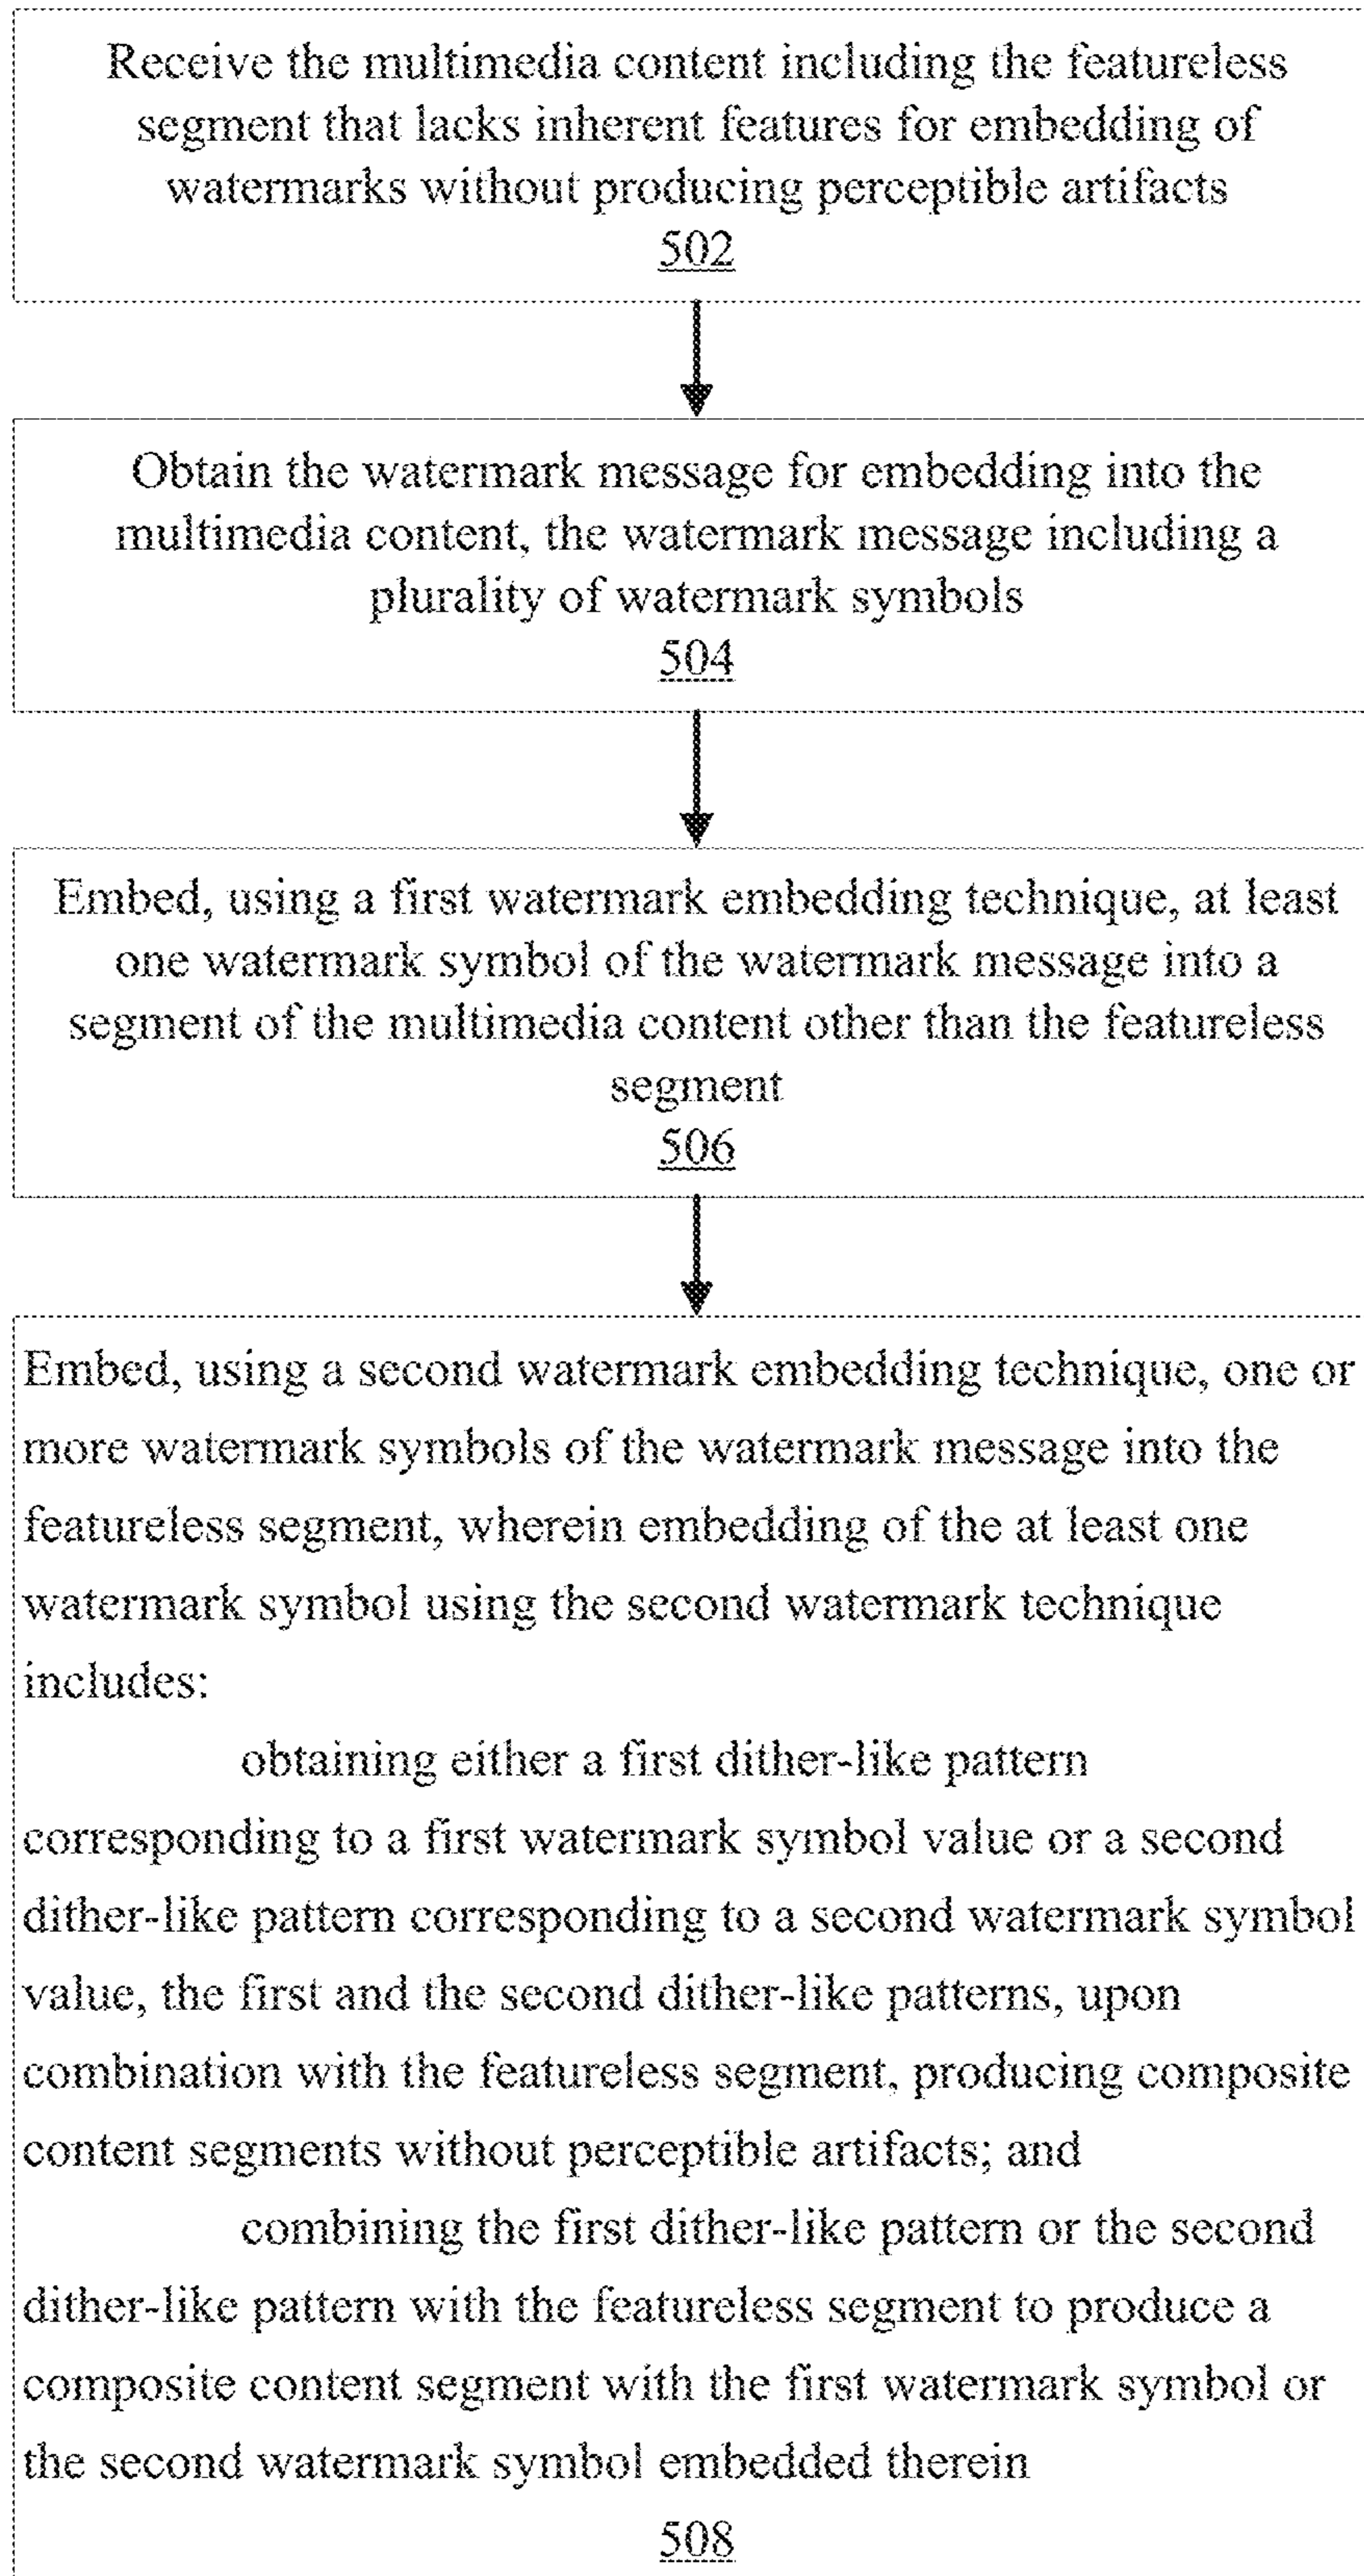 Receive the multimedia content including the featureless
segment that lacks inherent features for embedding of
watermarks without producing perceptible artifacts
502
Obtain the watermark message for embedding into the
multimedia content, the watermark message including a
plurality of watermark symbols
504
Embed, using a first watermark embedding technique, at least
one watermark symbol of the watermark message into a
segment of the multimedia content other than the featureless
segment
506
Embed, using a second watermark embedding technique, one or
more watermark symbols of the watermark message into the
featureless segment, wherein embedding of the at least one
watermark symbol using the second watermark technique
includes:
obtaining either a first dither-like pattern
corresponding to a first watermark symbol value or a second
dither-like pattern corresponding to a second watermark symbol
value, the first and the second dither-like patterns, upon
combination with the featureless segment, producing composite
content segments without perceptible artifacts; and
combining the first dither-like pattern or the second
dither-like pattern with the featureless segment to produce a
composite content segment with the first watermark symbol or
the second watermark symbol embedded therein
508